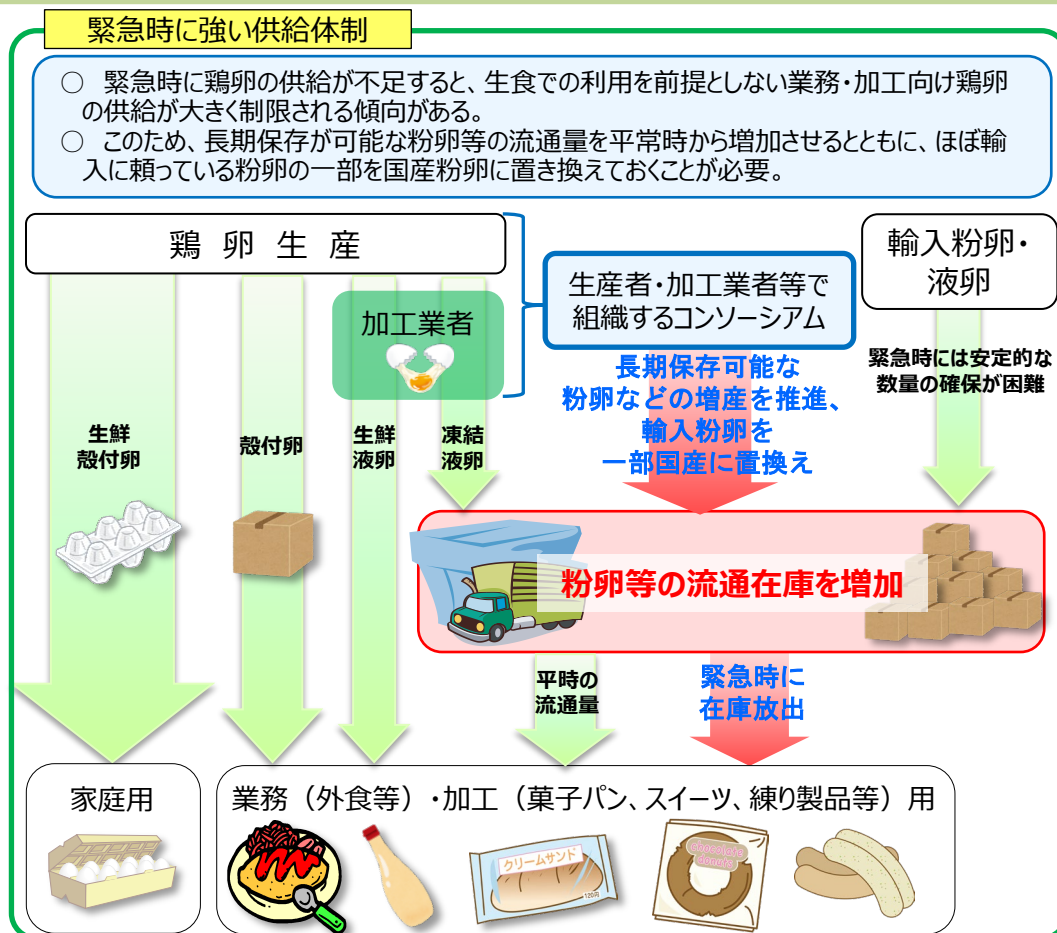 緊急時に強い供給体制
○ 緊急時に鶏卵の供給が不足すると、生食での利用を前提としない業務・加工向け鶏卵
の供給が大きく制限される傾向がある。
○ このため、長期保存が可能な粉卵等の流通量を平常時から増加させるとともに、ほぼ輸
入に頼っている粉卵の一部を国産粉卵に置き換えておくことが必要。
鶏卵生産
輸入粉卵・
液卵
生産者・加工業者等で
組織するコンソーシアム
加工業者
緊急時には安定的な
数量の確保が困難
長期保存可能な
粉卵などの増産を推進、
輸入粉卵を
一部国産に置換え
生鮮
殻付卵
殻付卵
生鮮
液卵
凍結
液卵
粉卵等の流通在庫を増加
平時の
流通量
緊急時に
在庫放出
家庭用
業務（外食等）・加工（菓子パン、スイーツ、練り製品等）用
クリームサンド
120円
chocolate
donuts